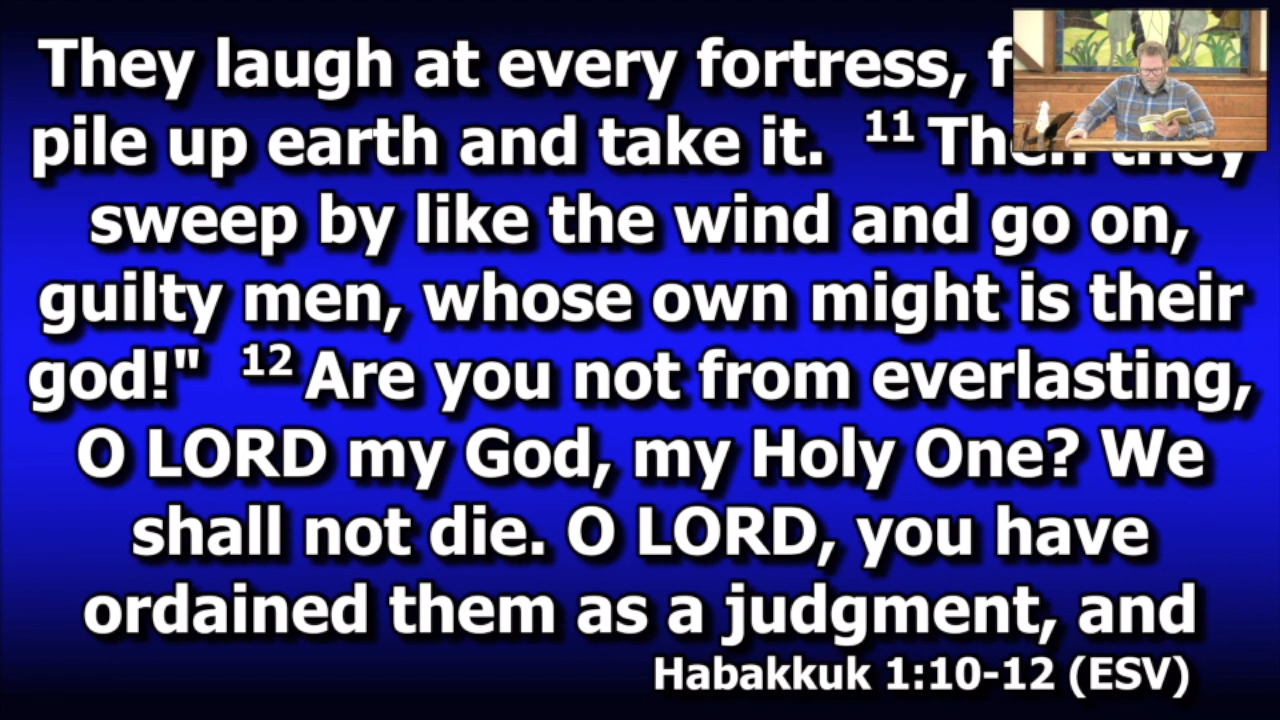 They laugh at every fortress,
pile up earth and take it. 11 Then they
sweep by like the wind and go on,
guilty men, whose own might is their
god!" 12 Are you not from everlasting,
O LORD my God, my Holy One? We
shall not die. O LORD, you have
ordained them as a judgment, and
Habakkuk 1:10-12 (ESV)